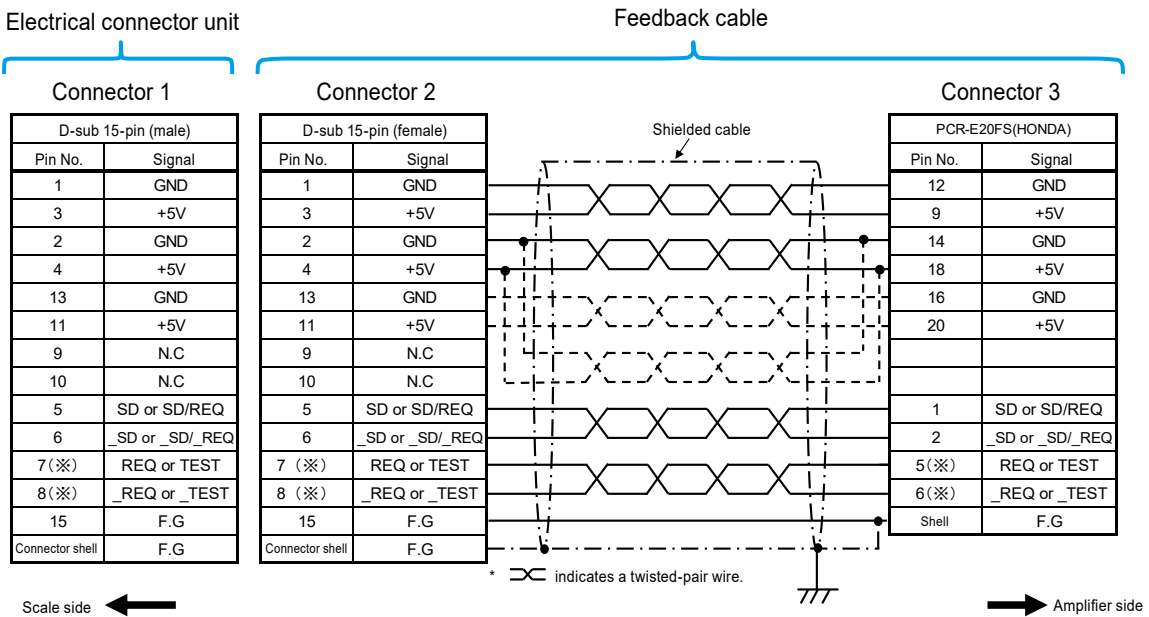 Electrical connector unit
Feedback cable
Connector 1
Connector 2
Connector 3
D-sub 15-pin (male)
Pin No. Signal
1 GND
3 +5V
2 GND
4 +5V
13 GND
11 +5V
9 N.C
10 N.C
5 SD or SD/REQ
6 _SD or _SD/_REQ
7(※) REQ or TEST
8(※) _REQ or _TEST
15 F.G
Connector shell F.G
D-sub 15-pin (female)
Pin No. Signal
1 GND
3 +5V
2 GND
4 +5V
13 GND
11 +5V
9 N.C
10 N.C
5 SD or SD/REQ
6 _SD or _SD/_REQ
7 (※) REQ or TEST
8 (※) _REQ or _TEST
15 F.G
Connector shell F.G
Shielded cable
PCR-E20FS(HONDA)
Pin No. Signal
12 GND
9 +5V
14 GND
18 +5V
16 GND
20 +5V
1 SD or SD/REQ
2 _SD or _SD/_REQ
5(※) REQ or TEST
6(※) _REQ or _TEST
Shell F.G
* indicates a twisted-pair wire.
Scale side
Amplifier side